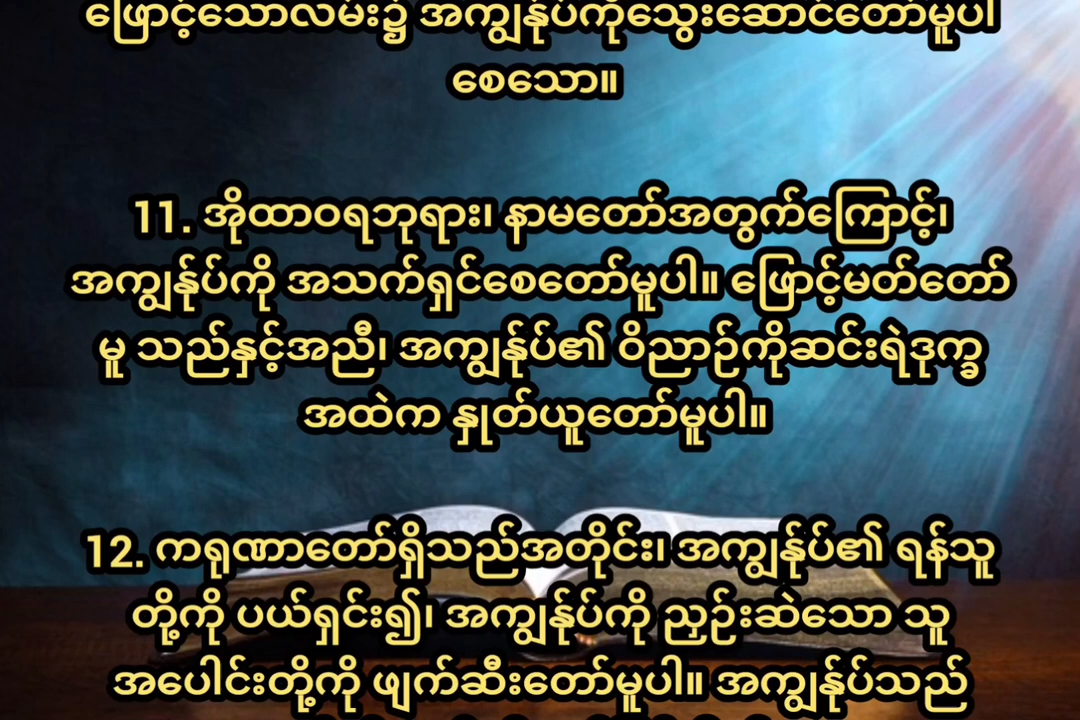 ဖြောင့်သောလမ်း၌ အကျွန်ုပ်ကိုသွေးဆောင်တော်မူပါ
စေသော။
11. အိုထာဝရဘုရား၊ နာမတော်အတွက်ကြောင့်၊
အကျွန်ုပ်ကို အသက်ရှင်စေတော်မူပါ။ ဖြောင့်မတ်တော်
မူ သည်နှင့်အညီ၊ အကျွန်ုပ်၏ ဝိညာဉ်ကိုဆင်းရဲဒုက္ခ
အထဲက နှုတ်ယူတော်မူပါ။
12. ကရုဏာတော်ရှိသည်အတိုင်း၊ အကျွန်ုပ်၏ ရန်သူ
တို့ကို ပယ်ရှင်း၍၊ အကျွန်ုပ်ကို ညှဉ်းဆဲသော သူ
အပေါင်းတို့ကို ဖျက်ဆီးတော်မူပါ။ အကျွန်ုပ်သည်